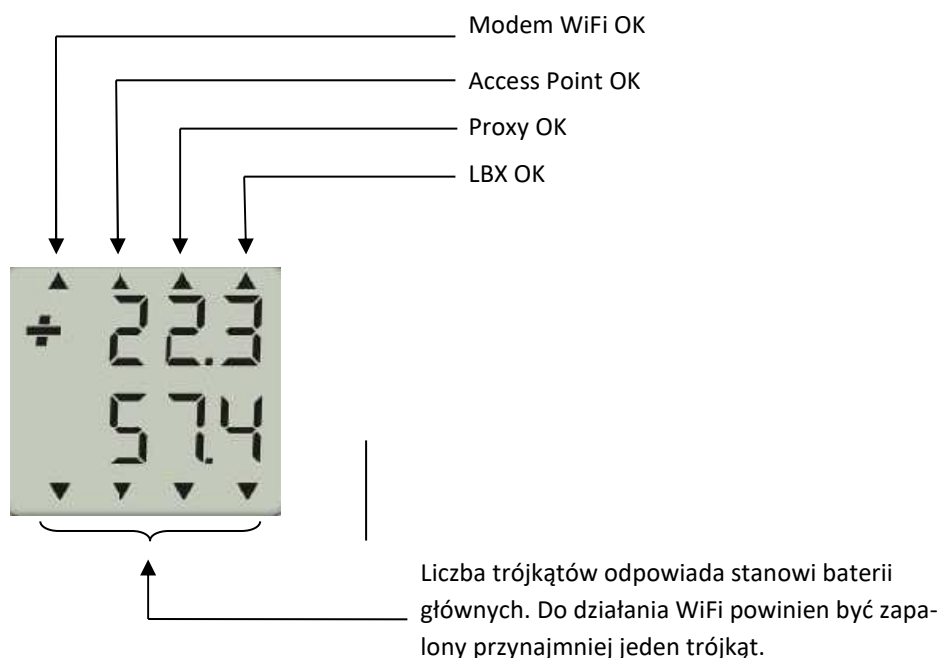 Modem WiFi OK
Access Point OK
Proxy OK
LBX OK
÷ 22.3
57.4
Liczba trójkątów odpowiada stanowi baterii
głównych. Do działania WiFi powinien być zapa-
lony przynajmniej jeden trójkąt.